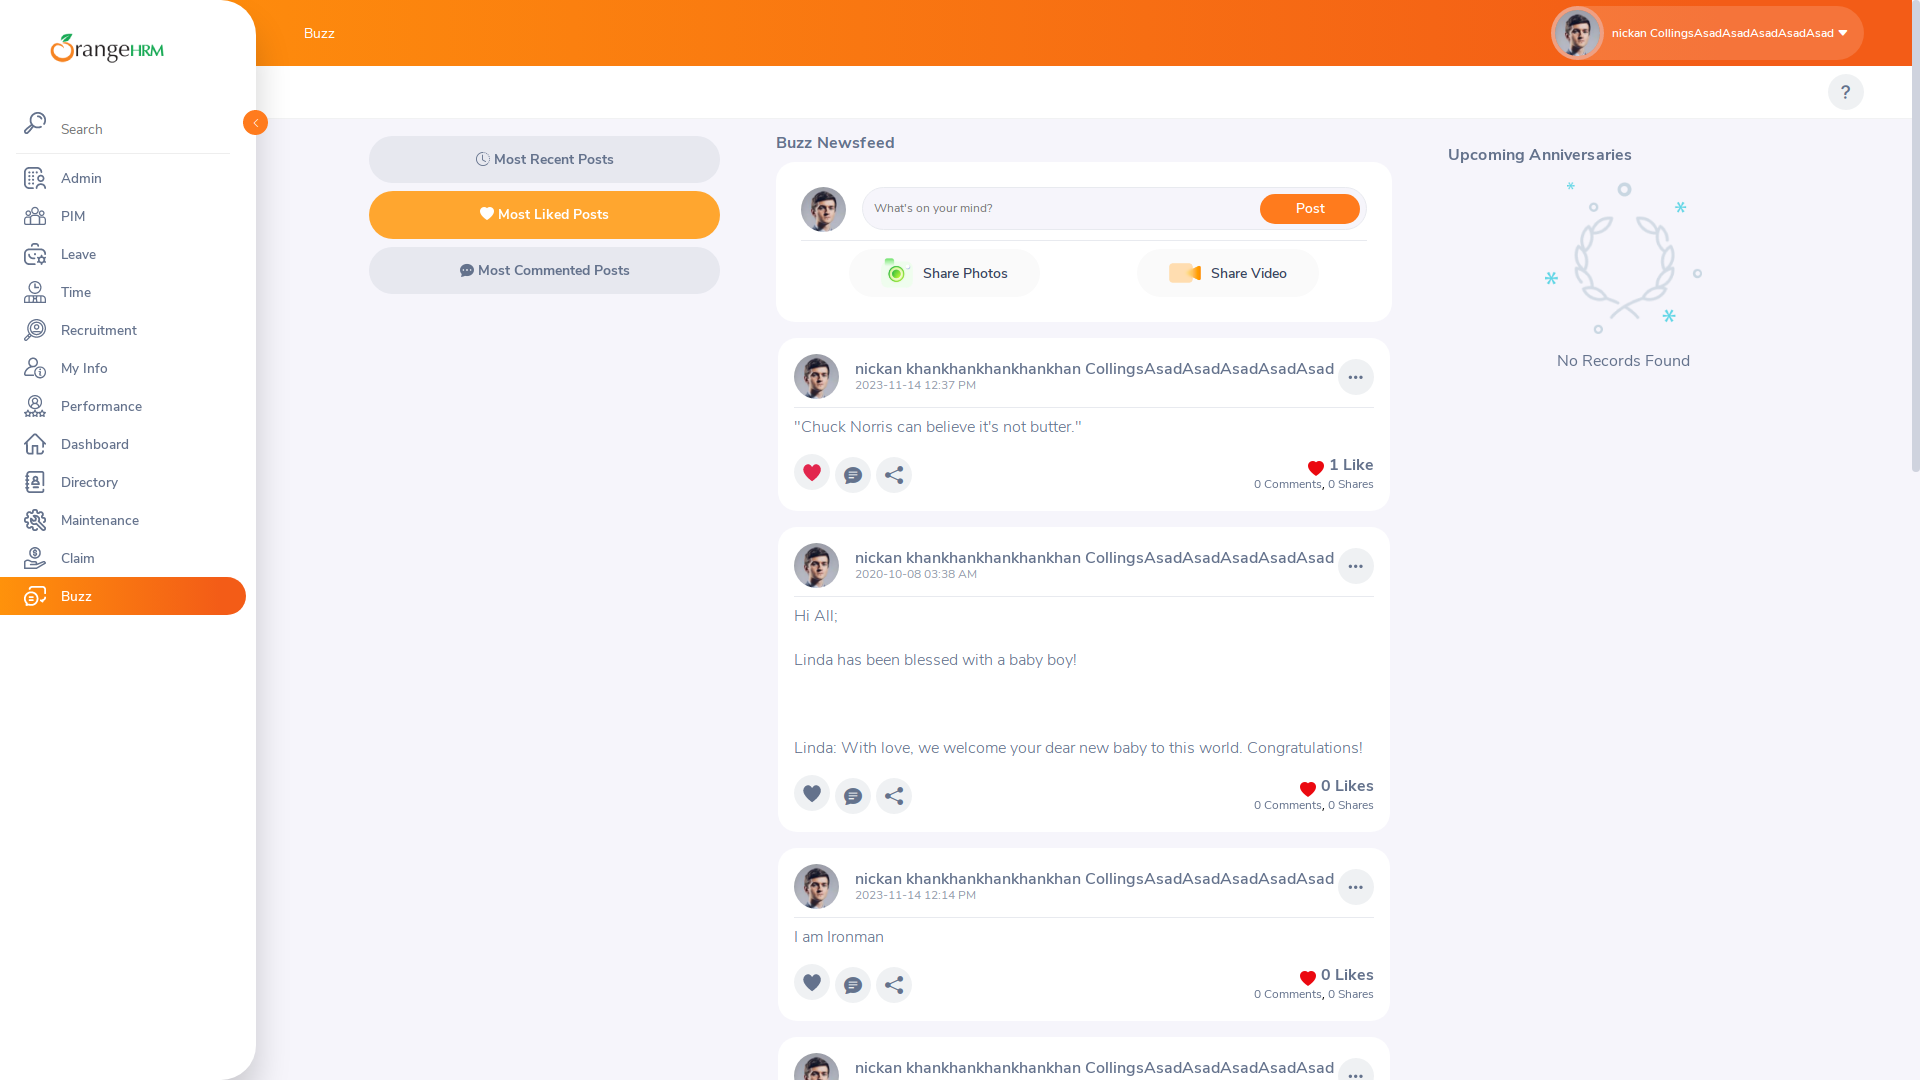 OrangeHRM
Search
Admin
PIM
Leave
Time
Recruitment
My Info
Performance
Dashboard
Directory
Maintenance
Claim
Buzz
Buzz
nickan CollingsAsadAsadAsadAsadAsad
?
Most Recent Posts
Most Liked Posts
Most Commented Posts
Buzz Newsfeed
What's on your mind?
Post
Share Photos
Share Video
nickan khankhankhankhankhan CollingsAsadAsadAsadAsadAsad
2023-11-14 12:37 PM
"Chuck Norris can believe it's not butter."
1 Like
0 Comments, 0 Shares
nickan khankhankhankhankhan CollingsAsadAsadAsadAsadAsad
2020-10-08 03:38 AM
Hi All;
Linda has been blessed with a baby boy!
Linda: With love, we welcome your dear new baby to this world. Congratulations!
0 Likes
0 Comments, 0 Shares
nickan khankhankhankhankhan CollingsAsadAsadAsadAsadAsad
2023-11-14 12:14 PM
I am Ironman
0 Likes
0 Comments, 0 Shares
nickan khankhankhankhankhan CollingsAsadAsadAsadAsadAsad
Upcoming Anniversaries
No Records Found